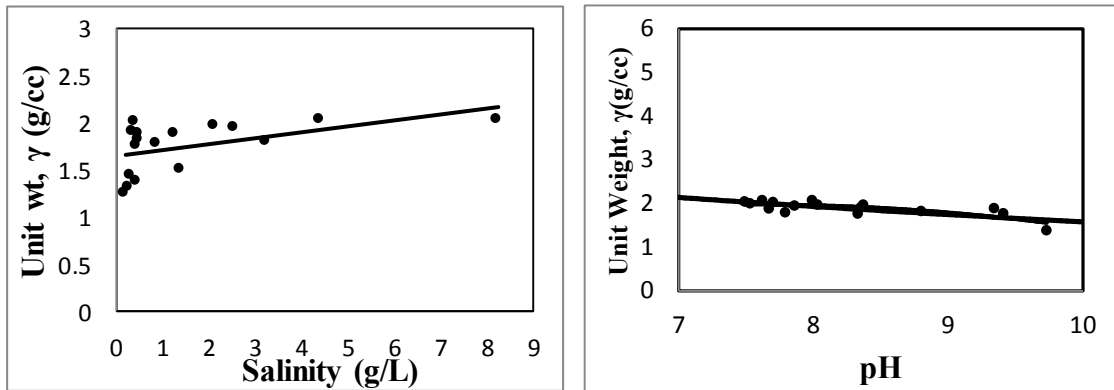 Unit wt, γ (g/cc)
3
2.5
2
1.5
1
0.5
0
0 1 2 3 4 5 6 7 8 9
Salinity (g/L)
Unit Weight, γ(g/cc)
6
5
4
3
2
1
0
7 8 9 10
pH